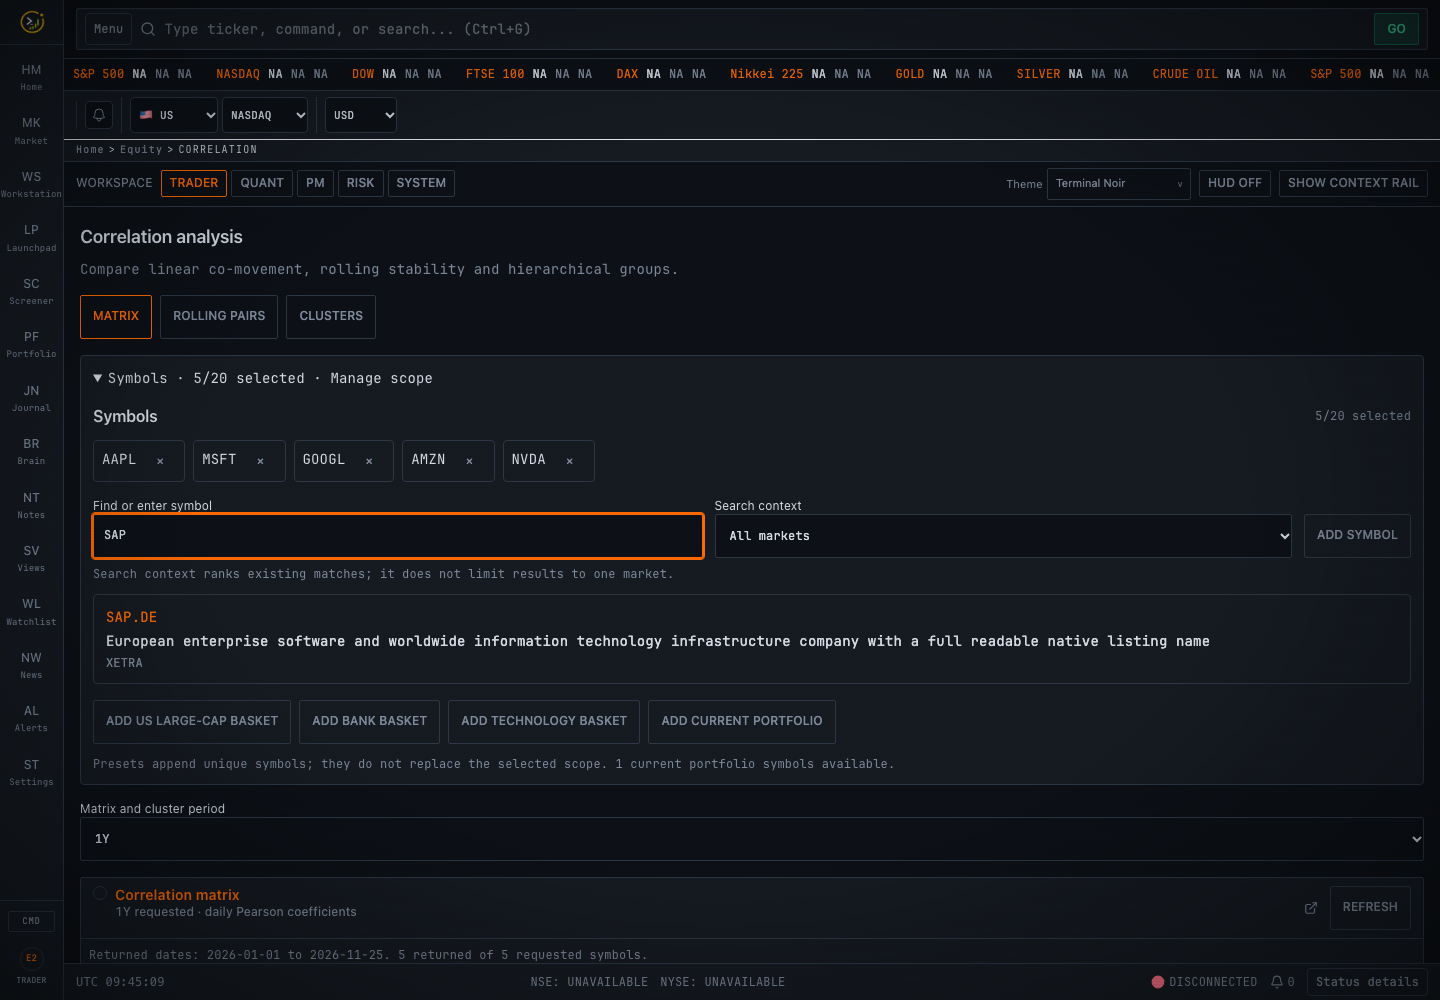 Menu
Type ticker, command, or search... (Ctrl+G)
GO
S&P 500 NA NA NA NASDAQ NA NA NA DOW NA NA NA FTSE 100 NA NA NA DAX NA NA NA Nikkei 225 NA NA NA GOLD NA NA NA SILVER NA NA NA CRUDE OIL NA NA NA S&P 500 NA NA NA
🇺🇸 US
NASDAQ
USD
Home > Equity > CORRELATION
WORKSPACE TRADER QUANT PM RISK SYSTEM
Theme Terminal Noir v HUD OFF SHOW CONTEXT RAIL
HM
Home
MK
Market
WS
Workstation
LP
Launchpad
SC
Screener
PF
Portfolio
JN
Journal
BR
Brain
NT
Notes
SV
Views
WL
Watchlist
NW
News
AL
Alerts
ST
Settings
CMD
E2
TRADER
Correlation analysis
Compare linear co-movement, rolling stability and hierarchical groups.
MATRIX ROLLING PAIRS CLUSTERS
▼ Symbols · 5/20 selected · Manage scope
Symbols
5/20 selected
AAPL × MSFT × GOOGL × AMZN × NVDA ×
Find or enter symbol
SAP
Search context
All markets
ADD SYMBOL
Search context ranks existing matches; it does not limit results to one market.
SAP.DE
European enterprise software and worldwide information technology infrastructure company with a full readable native listing name
XETRA
ADD US LARGE-CAP BASKET ADD BANK BASKET ADD TECHNOLOGY BASKET ADD CURRENT PORTFOLIO
Presets append unique symbols; they do not replace the selected scope. 1 current portfolio symbols available.
Matrix and cluster period
1Y
Correlation matrix
1Y requested · daily Pearson coefficients
REFRESH
Returned dates: 2026-01-01 to 2026-11-25. 5 returned of 5 requested symbols.
UTC 09:45:09
NSE: UNAVAILABLE NYSE: UNAVAILABLE
DISCONNECTED 0 Status details